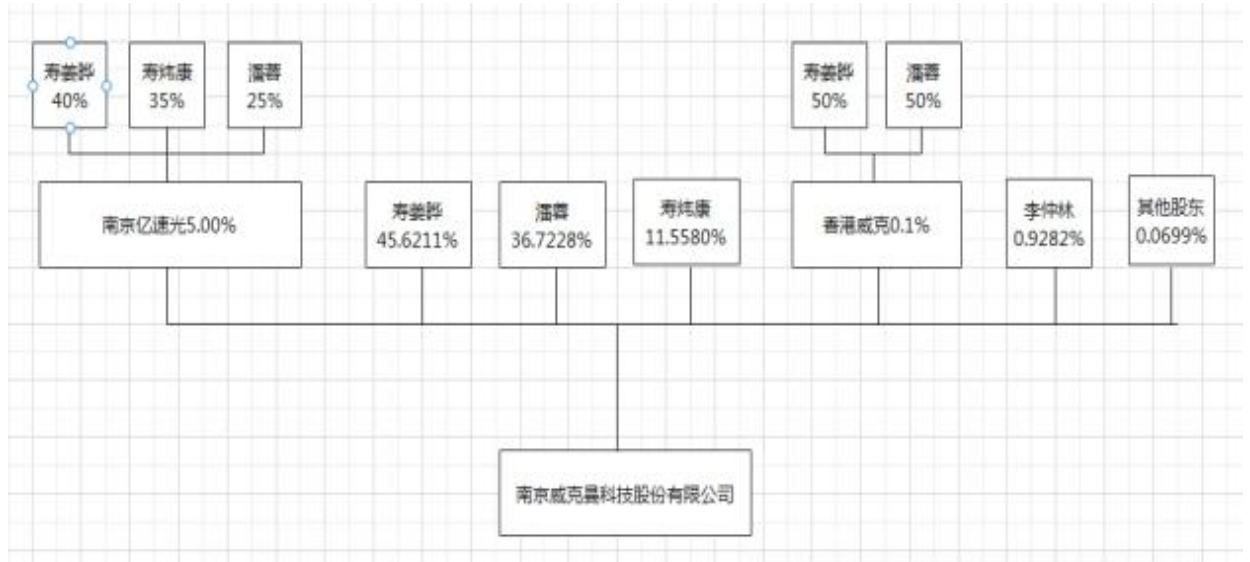 寿姜晔
40%
寿炜康
35%
潘蓉
25%
寿姜晔
50%
潘蓉
50%
南京亿速光5.00%
寿姜晔
45.6211%
潘蓉
36.7228%
寿炜康
11.5580%
香港威克0.1%
李仲林
0.9282%
其他股东
0.0699%
南京威克曼科技股份有限公司